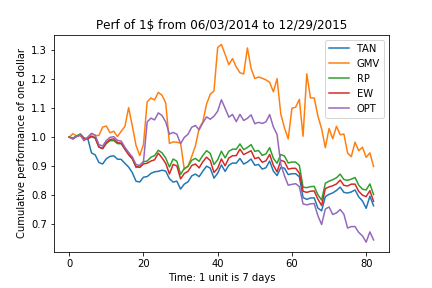 Perf of 1$ from 06/03/2014 to 12/29/2015
Cumulative performance of one dollar
1.3
1.2
1.1
1.0
0.9
0.8
0.7
TAN
GMV
RP
EW
OPT
0 20 40 60 80
Time: 1 unit is 7 days